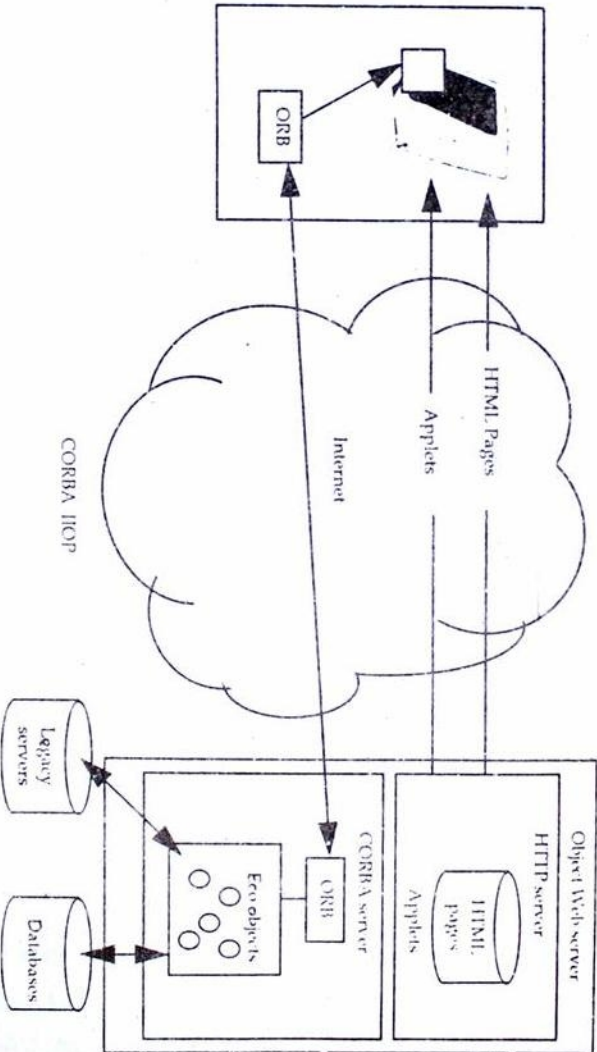 Object Web server
HTTP server
HTML
pages
HTML Pages
Applets
Applets
CORBA server
Internet
ORB
ORB
Eco objects
CORBA IIOP
Legacy
servers
Databases